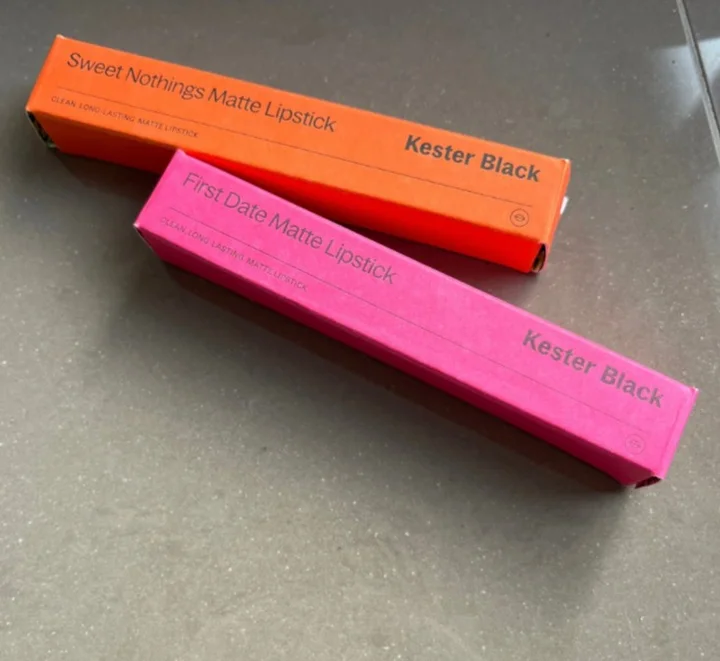 Sweet Nothings Matte Lipstick
CLEAN, LONG-LASTING MATTE LIPSTICK
Kester Black
First Date Matte Lipstick
CLEAN, LONG-LASTING MATTE LIPSTICK
Kester Black